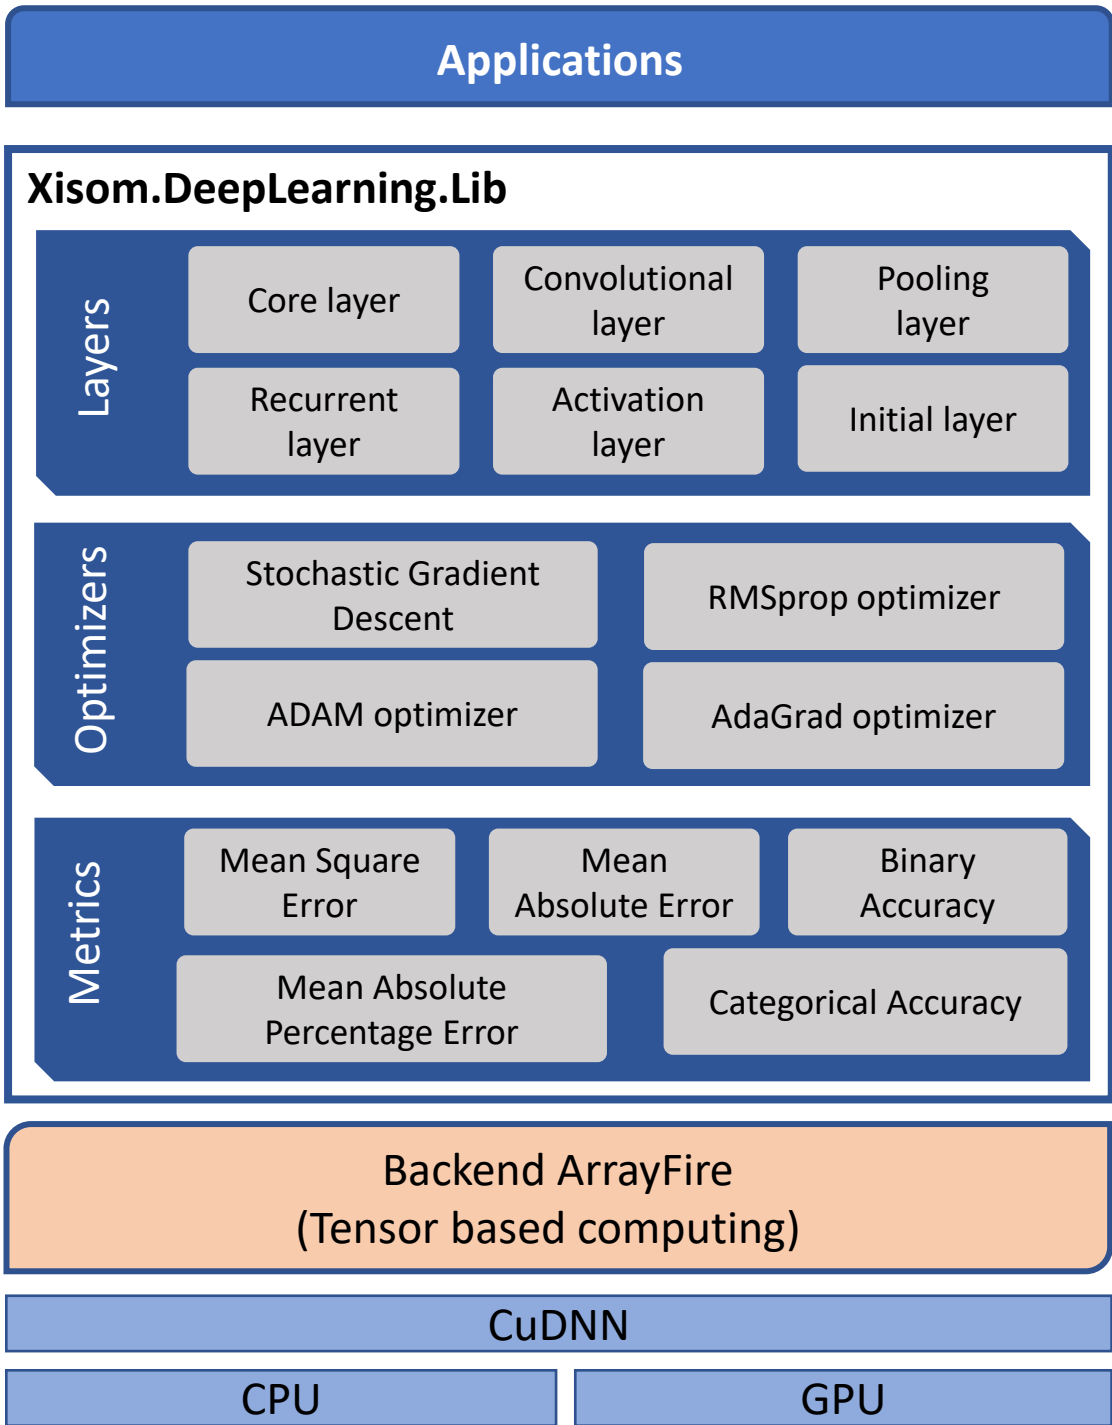 Applications
Xisom.DeepLearning.Lib
Layers
Core layer
Convolutional
layer
Pooling
layer
Recurrent
layer
Activation
layer
Initial layer
Optimizers
Stochastic Gradient
Descent
RMSprop optimizer
ADAM optimizer
AdaGrad optimizer
Metrics
Mean Square
Error
Mean
Absolute Error
Binary
Accuracy
Mean Absolute
Percentage Error
Categorical Accuracy
Backend ArrayFire
(Tensor based computing)
CuDNN
CPU
GPU